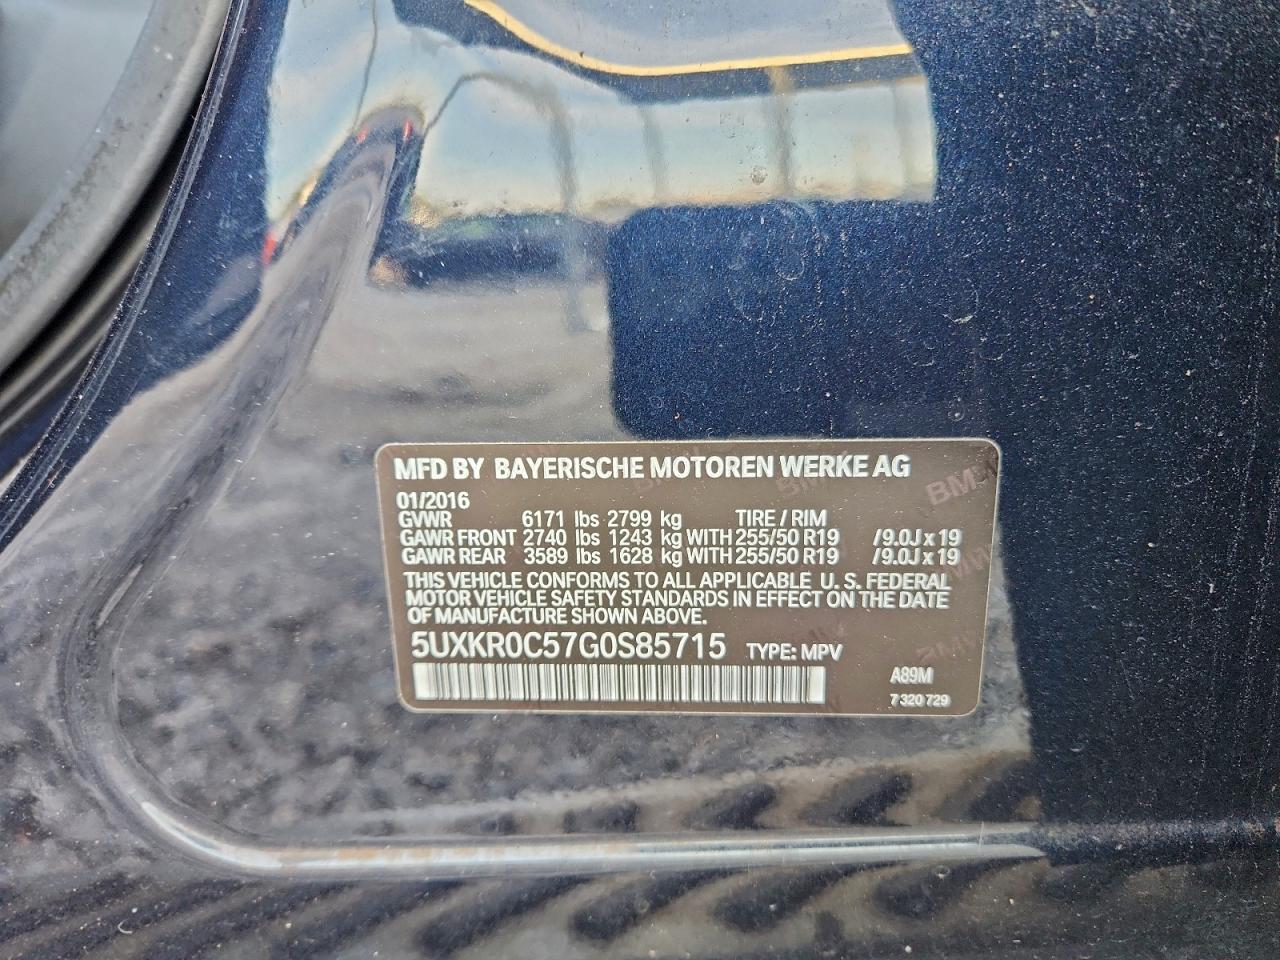 MFD BY BAYERISCHE MOTOREN WERKE AG
01/2016
GVWR 6171 lbs 2799 kg TIRE / RIM
GAWR FRONT 2740 lbs 1243 kg WITH 255/50 R19 /9.0J x 19
GAWR REAR 3589 lbs 1628 kg WITH 255/50 R19 /9.0J x 19
THIS VEHICLE CONFORMS TO ALL APPLICABLE U. S. FEDERAL
MOTOR VEHICLE SAFETY STANDARDS IN EFFECT ON THE DATE
OF MANUFACTURE SHOWN ABOVE.
5UXKR0C57G0S85715 TYPE: MPV
A89M
7 320 729